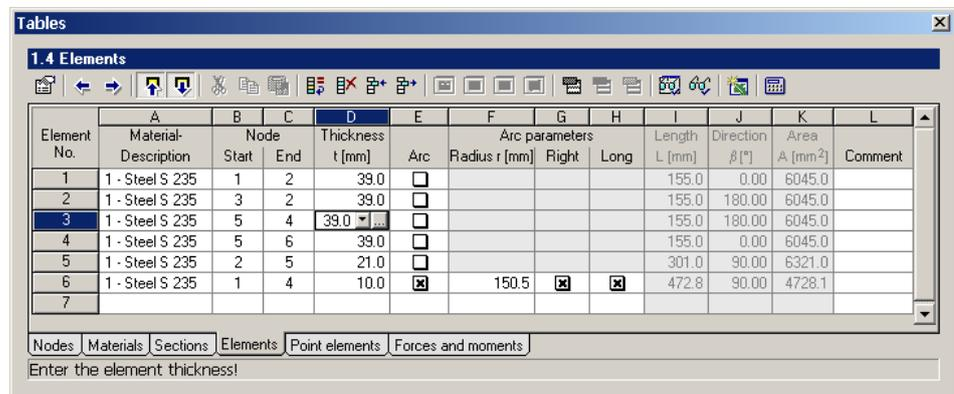 Tables
1.4 Elements
A B C D E F G H I J K L
Element Material- Node Thickness Arc parameters Length Direction Area
No. Description Start End t [mm] Arc Radius r [mm] Right Long L [mm] β [°] A [mm²] Comment
1 1 - Steel S 235 1 2 39.0 155.0 0.00 6045.0
2 1 - Steel S 235 3 2 39.0 155.0 180.00 6045.0
3 1 - Steel S 235 5 4 39.0 ... 155.0 180.00 6045.0
4 1 - Steel S 235 5 6 39.0 155.0 0.00 6045.0
5 1 - Steel S 235 2 5 21.0 301.0 90.00 6321.0
6 1 - Steel S 235 1 4 10.0 150.5 472.8 90.00 4728.1
7
Nodes Materials Sections Elements Point elements Forces and moments
Enter the element thickness!